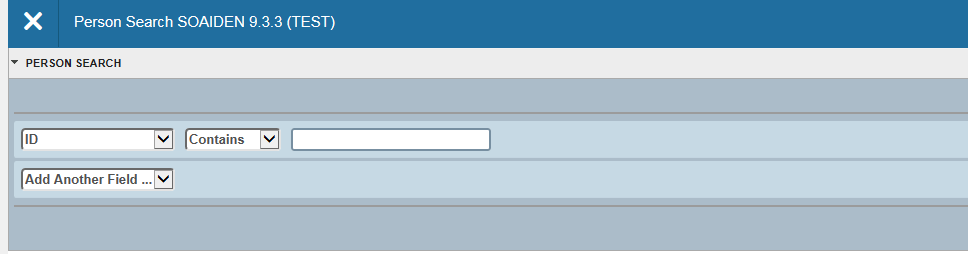 Person Search SOAIDEN 9.3.3 (TEST)
PERSON SEARCH
ID Contains
Add Another Field ...